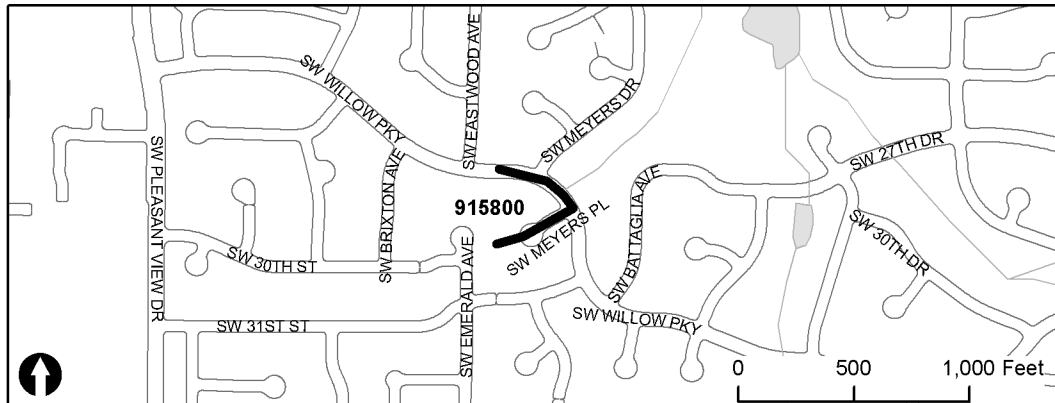 SW WILLOW PKY
SW EASTWOOD AVE
SW MEYERS DR
SW PLEASANT VIEW DR
SW BRIXTON AVE
SW 27TH DR
SW BATTAGLIA AVE
915800
SW MEYERS PL
SW 30TH DR
SW 30TH ST
SW EMERALD AVE
SW 31ST ST
SW WILLOW PKY
0 500 1,000 Feet